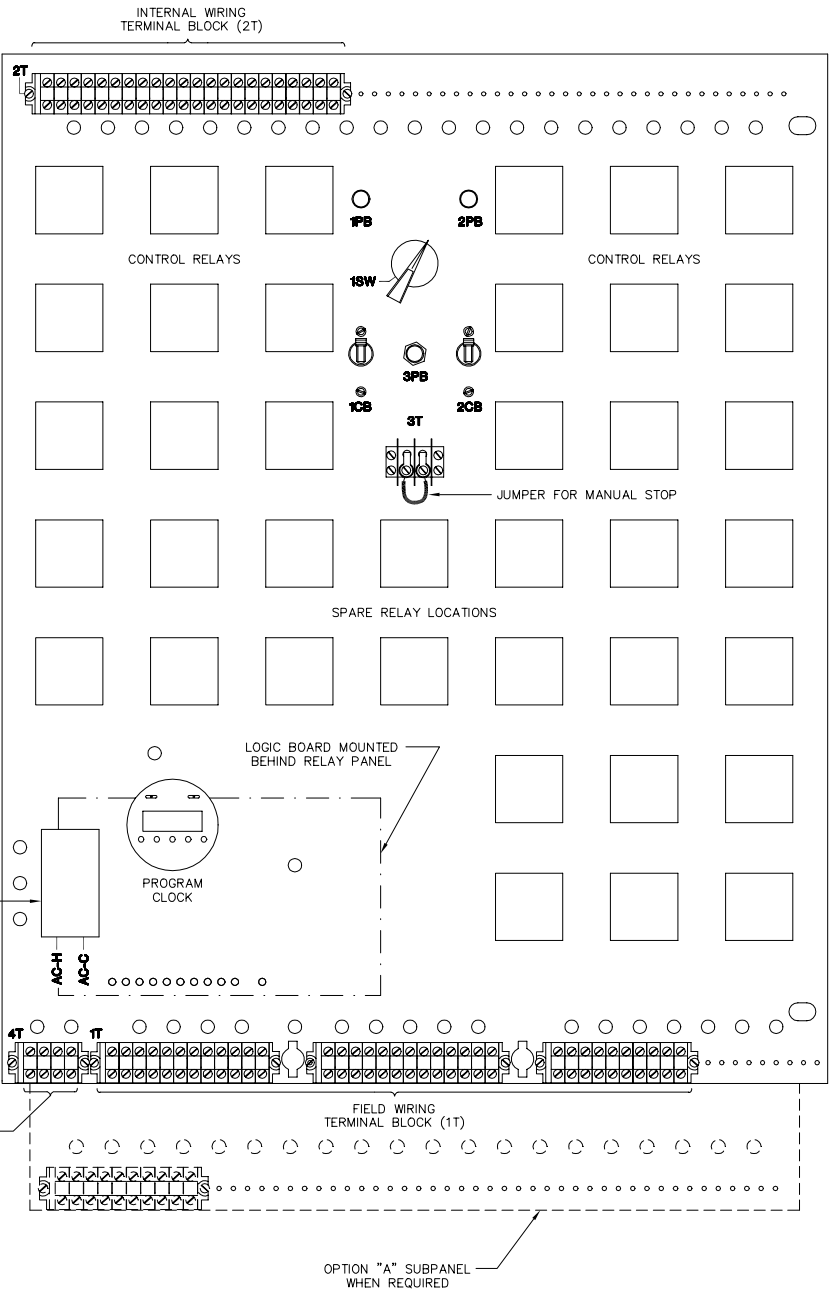 INTERNAL WIRING
TERMINAL BLOCK (2T)
2T
1PB
2PB
CONTROL RELAYS
CONTROL RELAYS
1SW
3PB
1CB
2CB
3T
JUMPER FOR MANUAL STOP
SPARE RELAY LOCATIONS
LOGIC BOARD MOUNTED
BEHIND RELAY PANEL
PROGRAM
CLOCK
AC-H
AC-C
4T
1T
FIELD WIRING
TERMINAL BLOCK (1T)
OPTION "A" SUBPANEL
WHEN REQUIRED